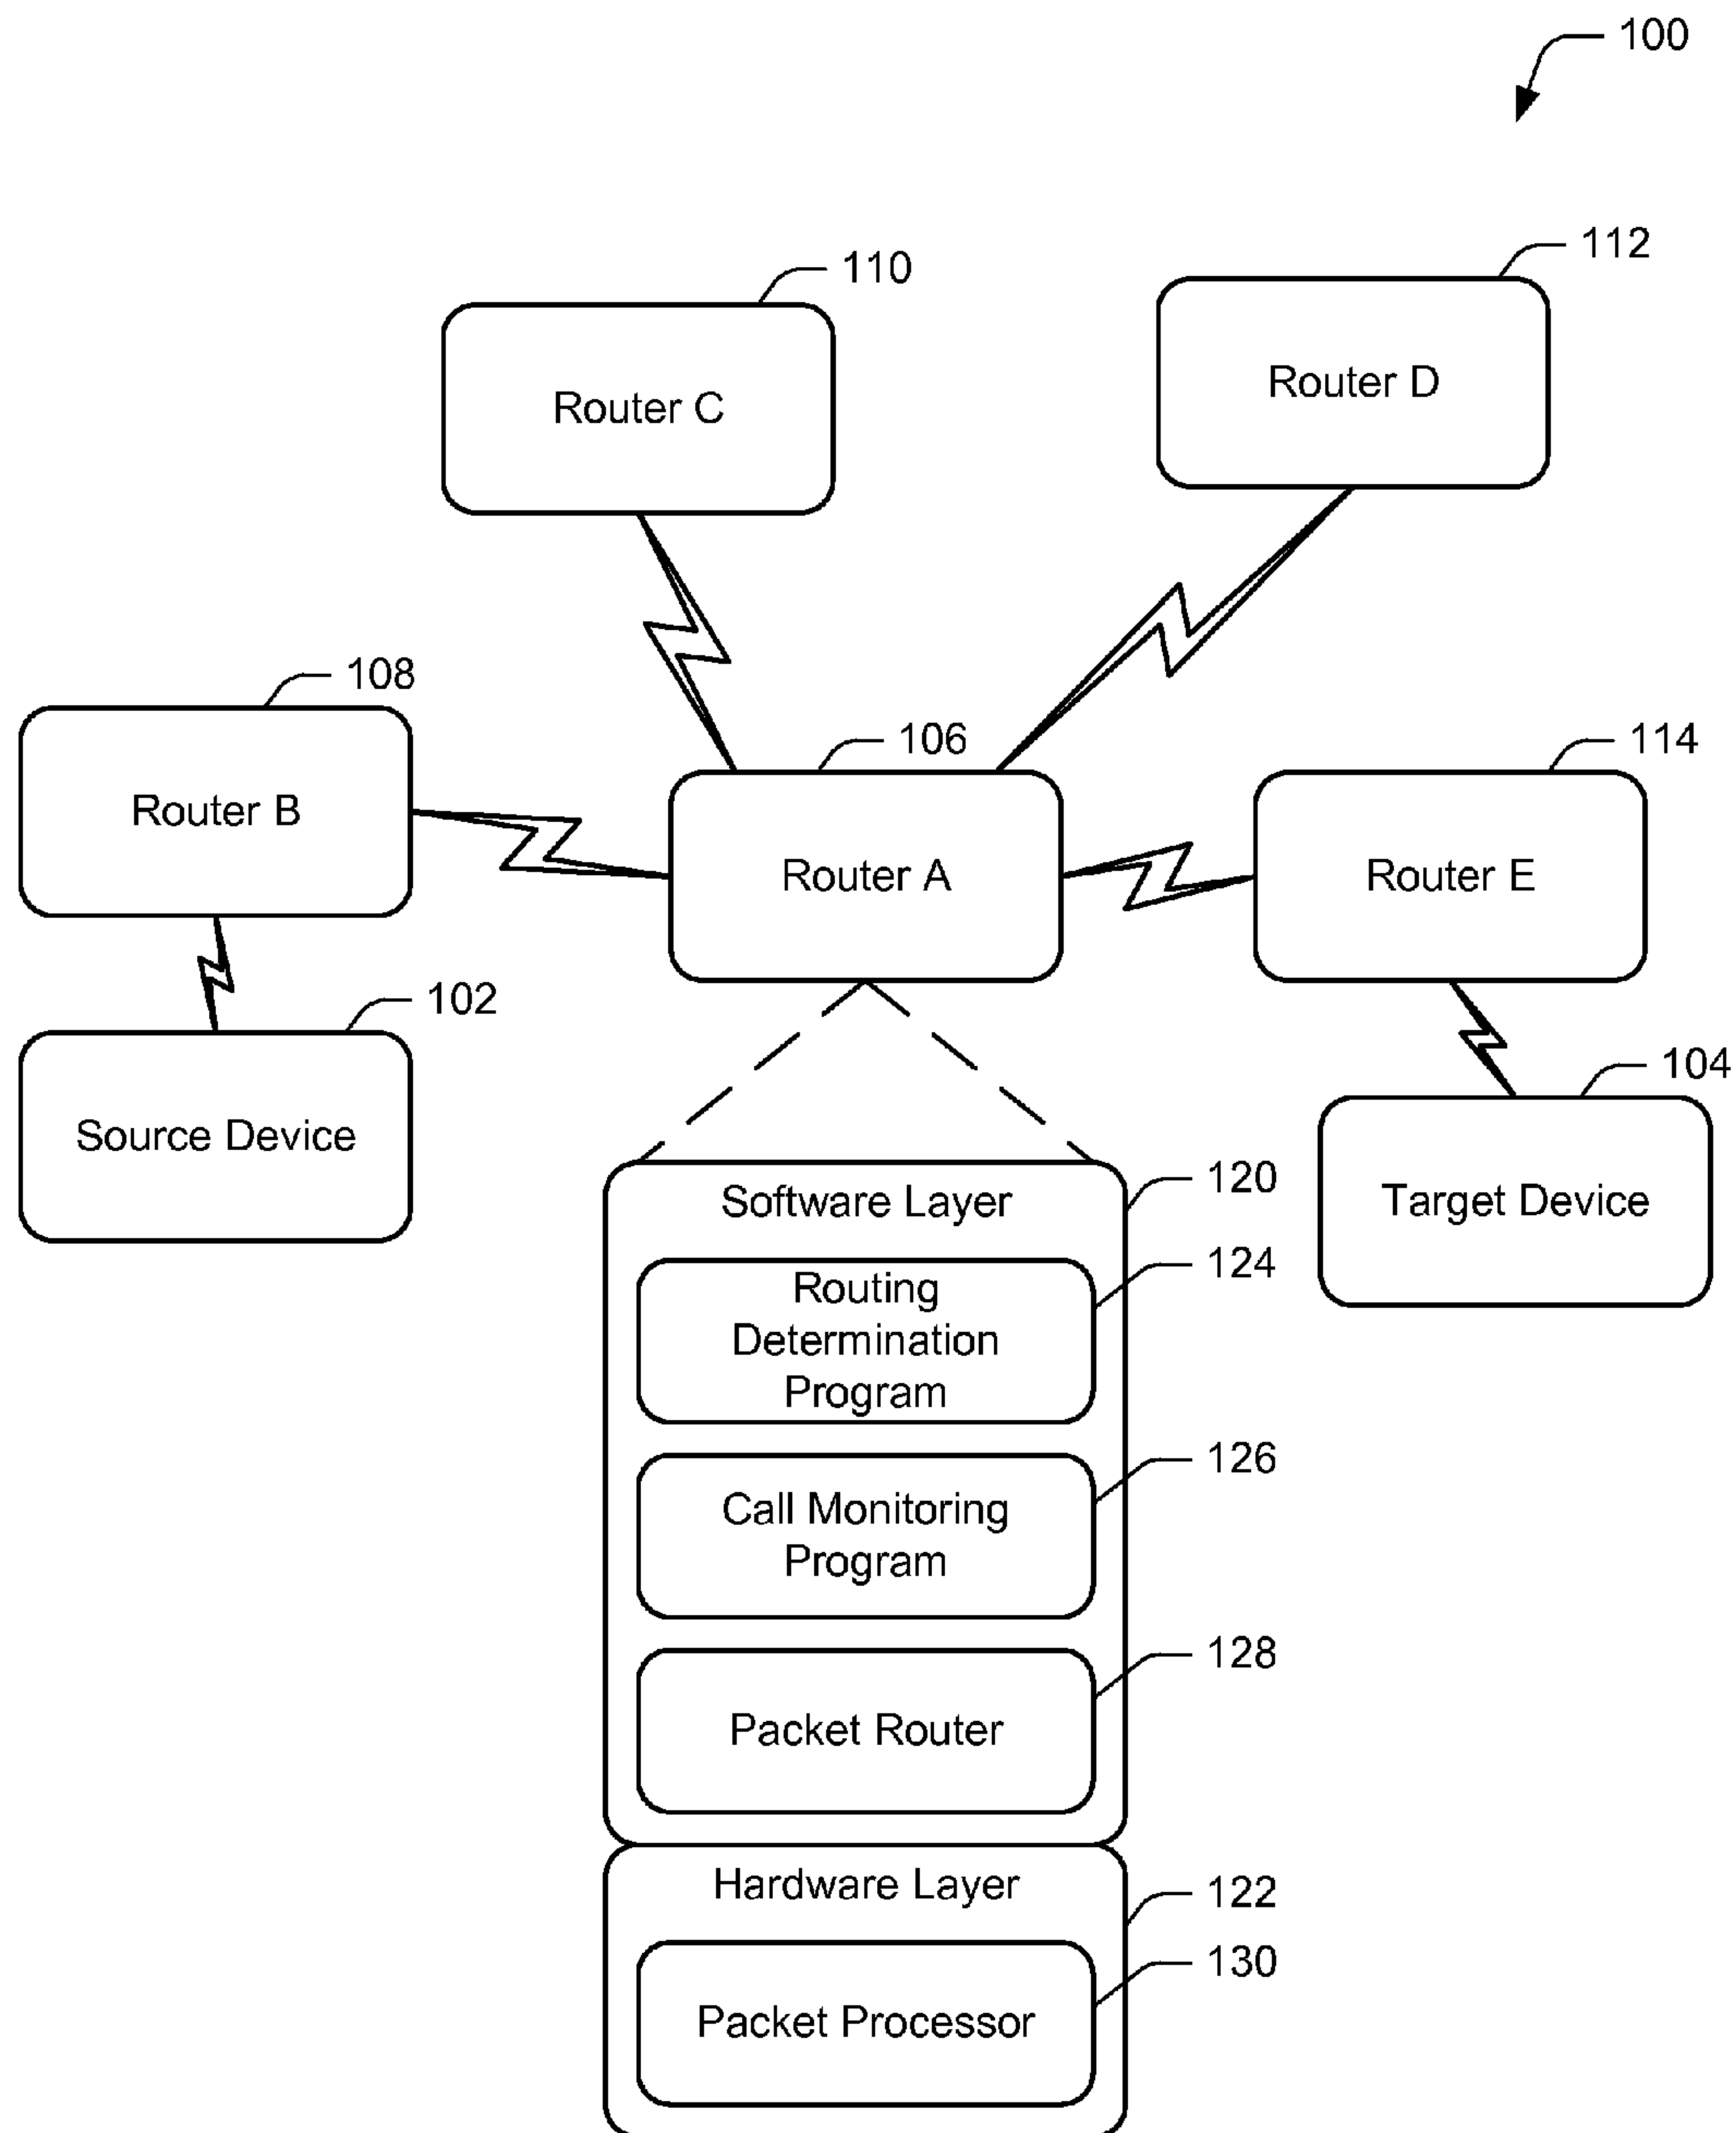 100
110
112
Router C
Router D
108
106
114
Router B
Router A
Router E
102
104
Source Device
Target Device
Software Layer
120
Routing
Determination
Program
124
Call Monitoring
Program
126
Packet Router
128
Hardware Layer
122
Packet Processor
130